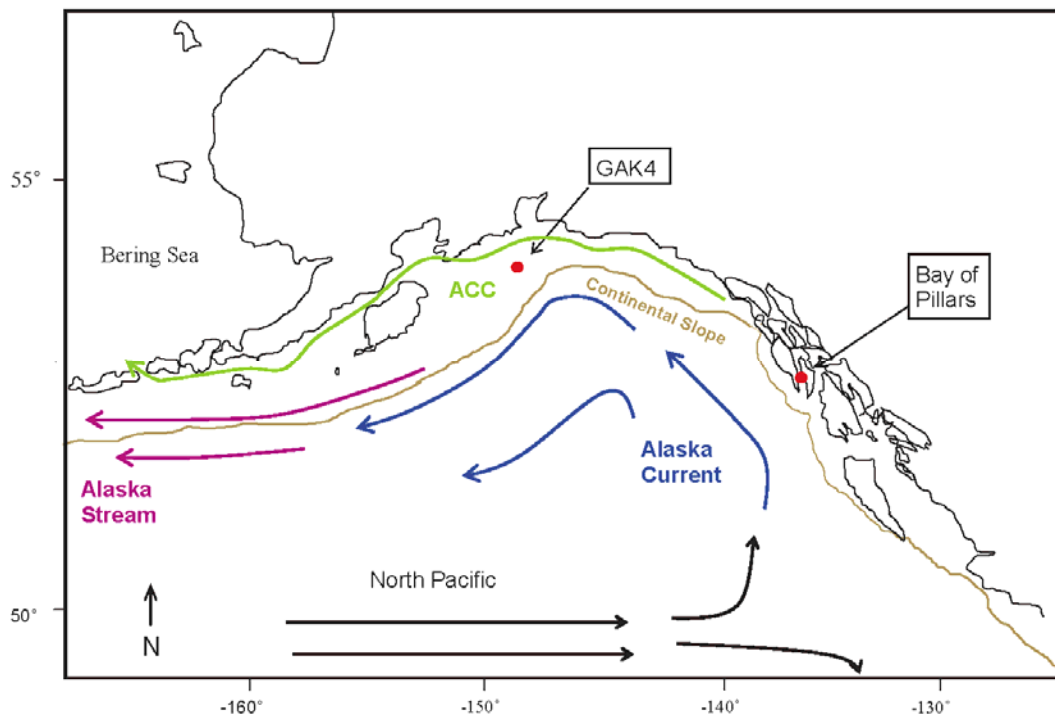 GAK4
55°
Bering Sea
Bay of
Pillars
ACC
Continental Slope
Alaska
Current
Alaska
Stream
North Pacific
50°
N
-160°
-150°
-140°
-130°